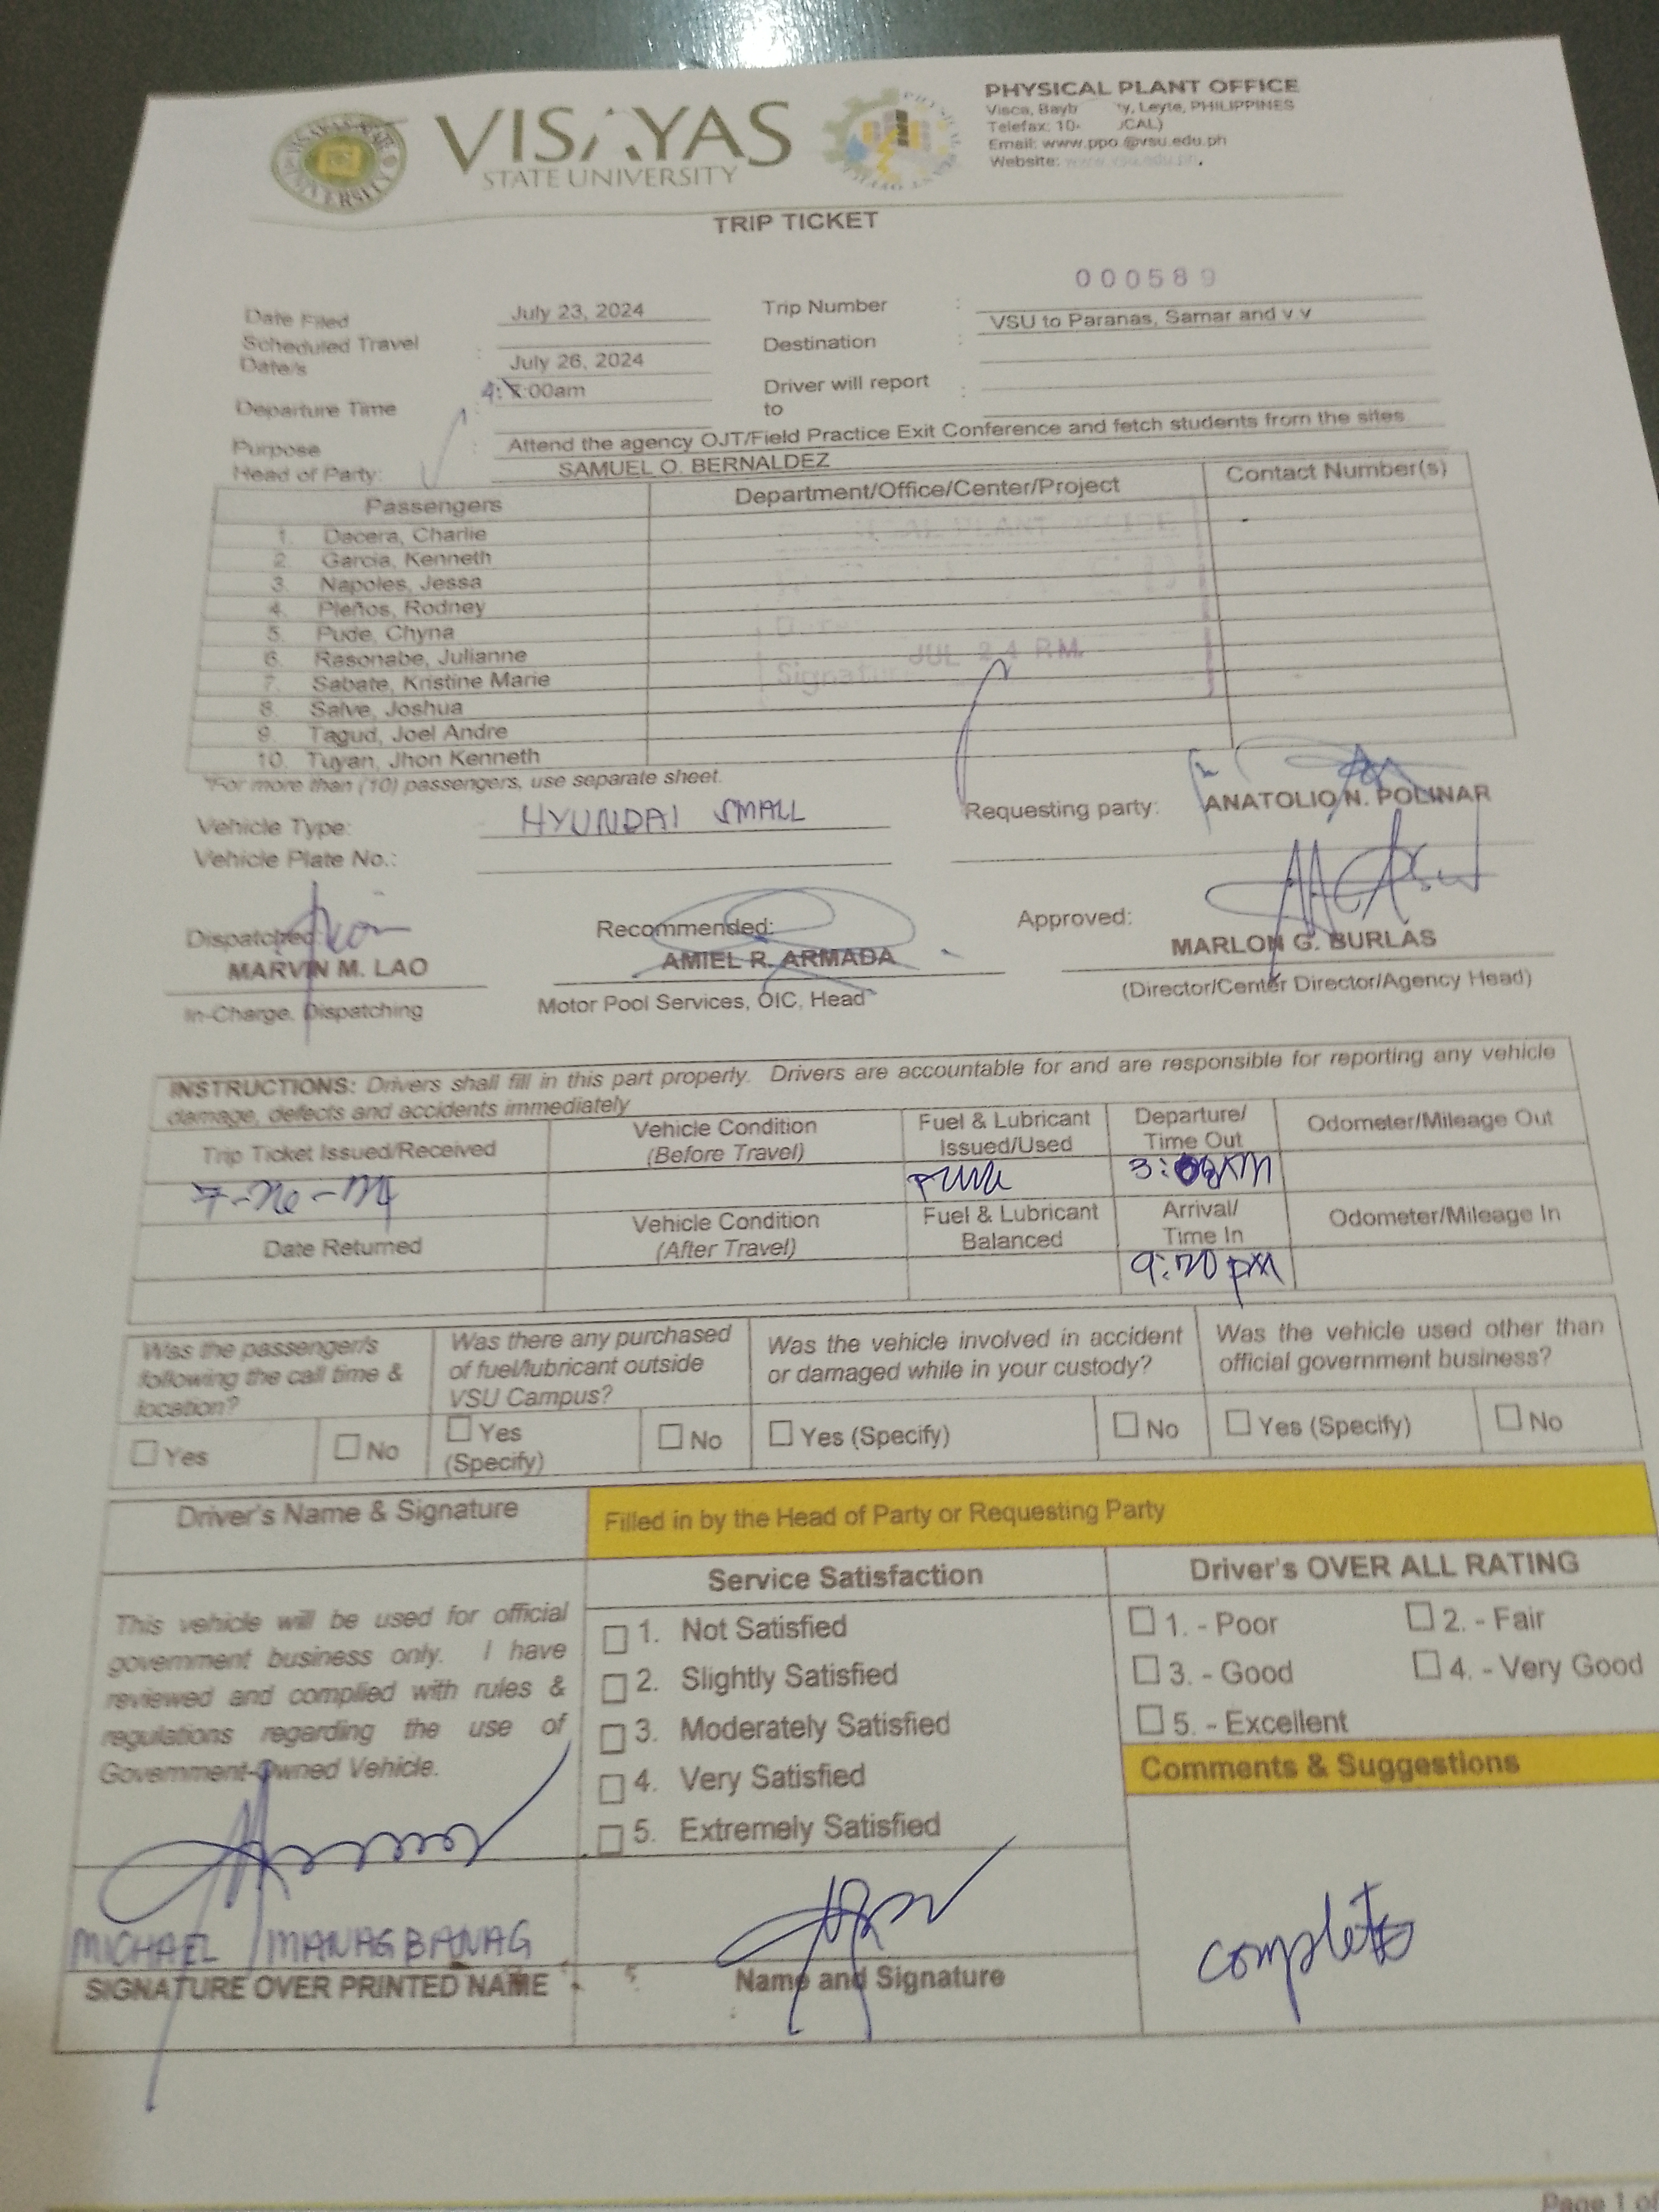 VISAYAS
STATE UNIVERSITY
PHYSICAL PLANT OFFICE
Visca, Bayb y, Leyte, PHILIPPINES
Telefax: 10- CAL)
Email: www.ppo.@vsu.edu.ph
Website: www.vsu.edu.ph.
TRIP TICKET
000589
Date Filed July 23, 2024 Trip Number :
Scheduled Travel Date/s : July 26, 2024 Destination VSU to Paranas, Samar and v.v
Departure Time 4: :00am Driver will report to :
Purpose : Attend the agency OJT/Field Practice Exit Conference and fetch students from the sites
Head of Party: SAMUEL O. BERNALDEZ
Passengers Department/Office/Center/Project Contact Number(s)
1. Dacera, Charlie
2. Garcia, Kenneth
3. Napoles, Jessa
4. Pleños, Rodney
5. Pude, Chyna
6. Rasonabe, Julianne
7. Sabate, Kristine Marie
8. Salve, Joshua
9. Tagud, Joel Andre
10. Tuyan, Jhon Kenneth
JUL 24 P.M.
*For more than (10) passengers, use separate sheet.
Vehicle Type: HYUNDAI SMALL Requesting party: ANATOLIO N. POLINAR
Vehicle Plate No.:
Dispatched: Recommended: Approved:
MARVIN M. LAO AMIEL R. ARMADA MARLON G. BURLAS
In-Charge, Dispatching Motor Pool Services, OIC, Head (Director/Center Director/Agency Head)
INSTRUCTIONS: Drivers shall fill in this part properly. Drivers are accountable for and are responsible for reporting any vehicle
damage, defects and accidents immediately
Trip Ticket Issued/Received Vehicle Condition (Before Travel) Fuel & Lubricant Issued/Used Departure/ Time Out Odometer/Mileage Out
Date Returned Vehicle Condition (After Travel) Fuel & Lubricant Balanced Arrival/ Time In Odometer/Mileage In
9:20 pm
Was the passenger/s following the call time & location?
Was there any purchased of fuel/lubricant outside VSU Campus?
Was the vehicle involved in accident or damaged while in your custody?
Was the vehicle used other than official government business?
Yes No Yes (Specify) No Yes (Specify) No Yes (Specify) No
Driver's Name & Signature Filled in by the Head of Party or Requesting Party
Service Satisfaction Driver's OVER ALL RATING
This vehicle will be used for official
government business only. I have
reviewed and complied with rules &
regulations regarding the use of
Government-Owned Vehicle.
1. Not Satisfied
2. Slightly Satisfied
3. Moderately Satisfied
4. Very Satisfied
5. Extremely Satisfied
1. - Poor 2. - Fair
3. - Good 4. - Very Good
5. - Excellent
Comments & Suggestions
MICHAEL MANAGBANAG
SIGNATURE OVER PRINTED NAME Name and Signature
complete
Page 1 of